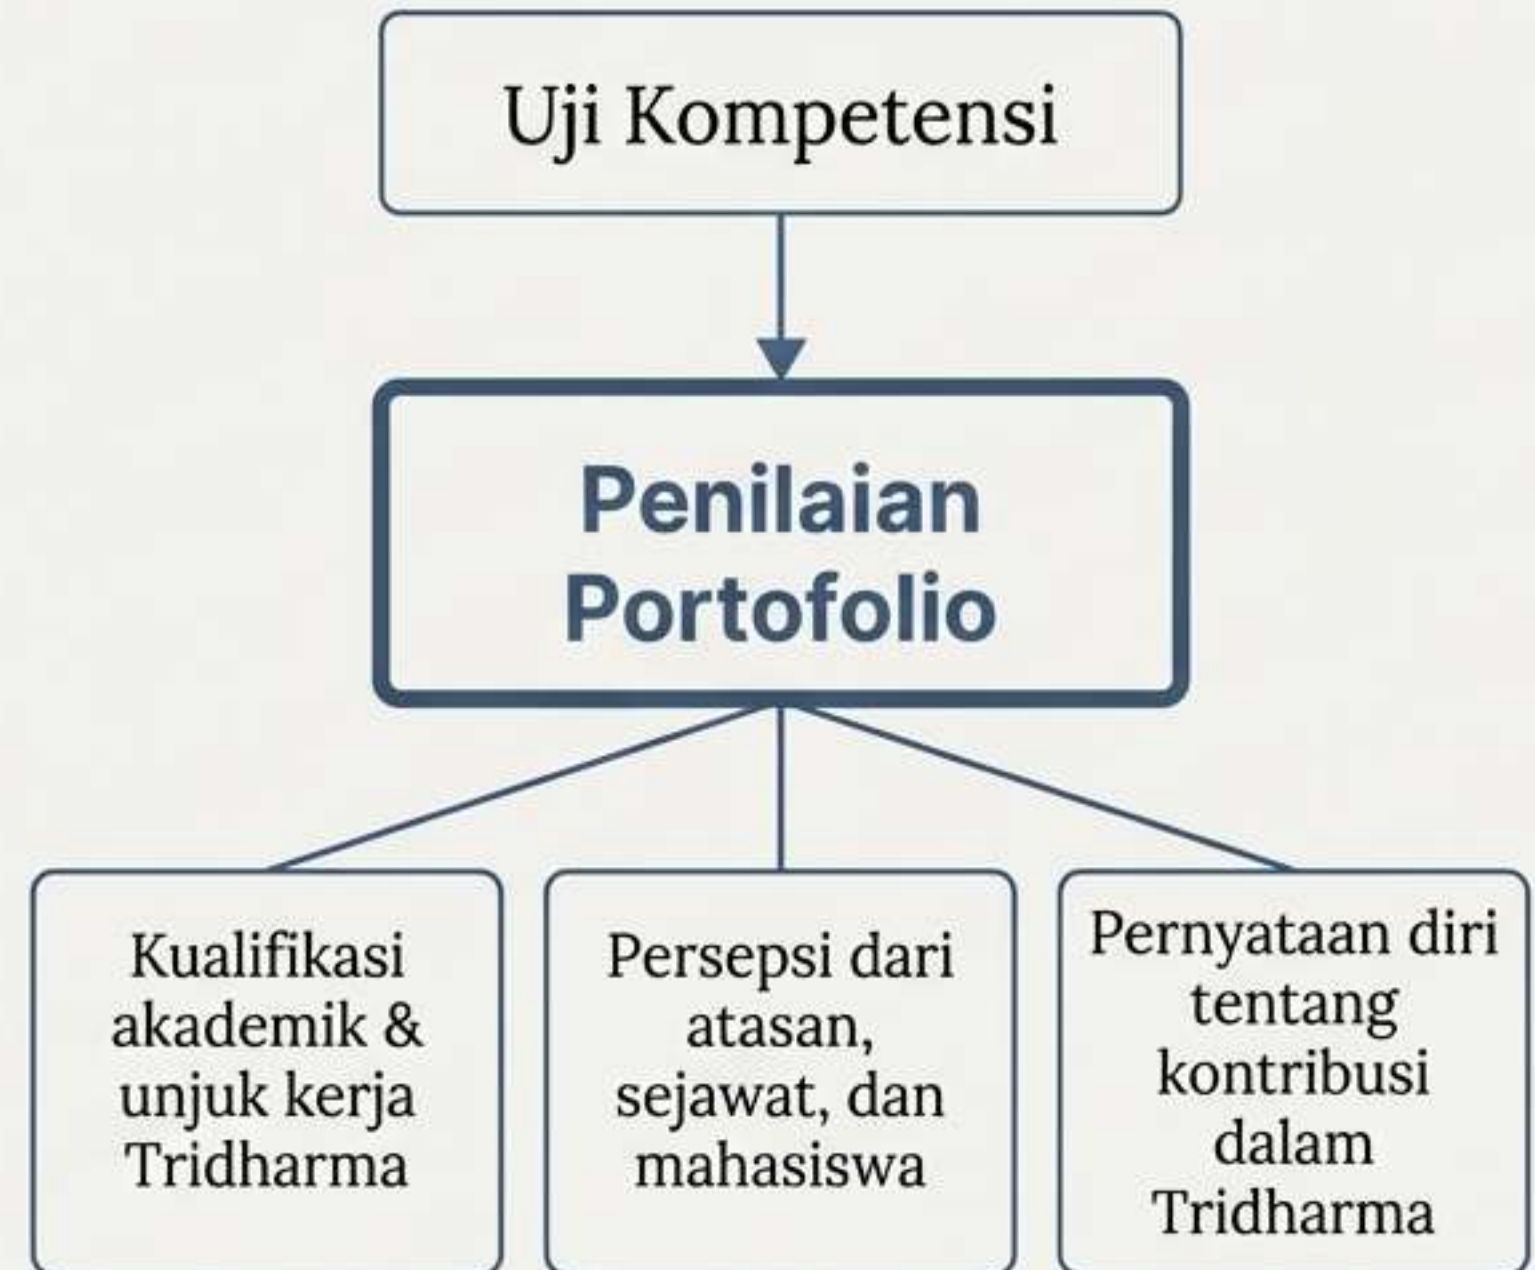 Uji Kompetensi
Penilaian
Portofolio
Kualifikasi
akademik &
unjuk kerja
Tridharma
Persepsi dari
atasan,
sejawat, dan
mahasiswa
Pernyataan diri
tentang
kontribusi
dalam
Tridharma